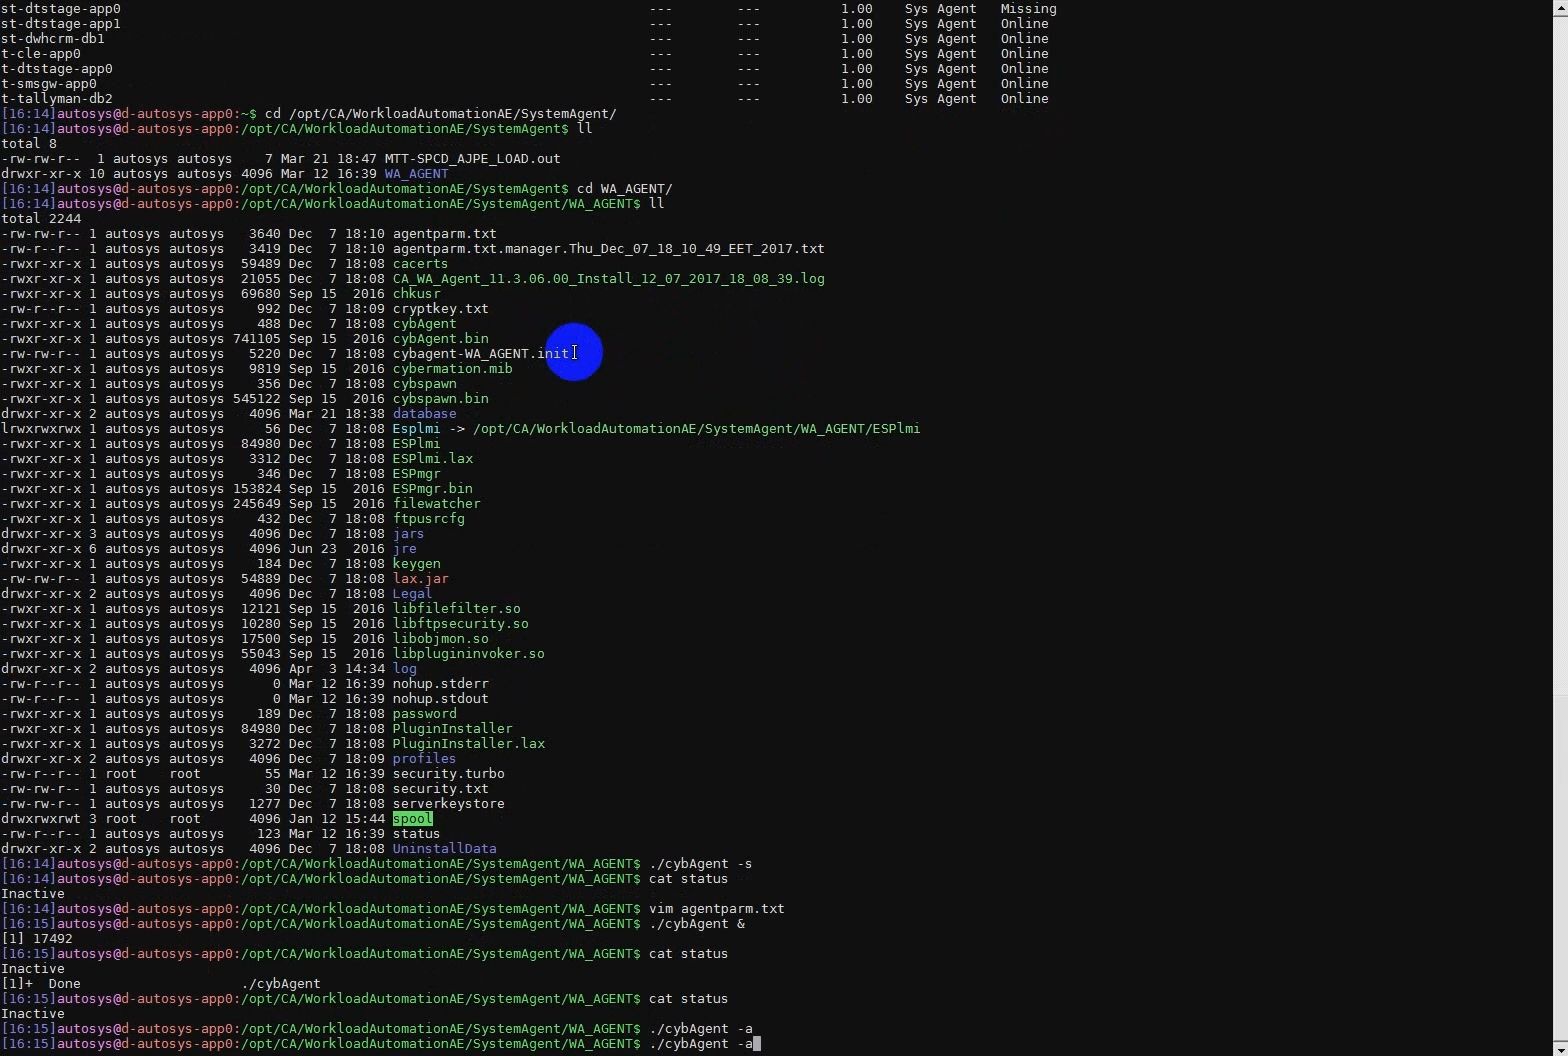 st-dtstage-app0 --- --- 1.00 Sys Agent Missing
st-dtstage-app1 --- --- 1.00 Sys Agent Online
st-dwhcrm-db1 --- --- 1.00 Sys Agent Online
t-cle-app0 --- --- 1.00 Sys Agent Online
t-dtstage-app0 --- --- 1.00 Sys Agent Online
t-smsgw-app0 --- --- 1.00 Sys Agent Online
t-tallyman-db2 --- --- 1.00 Sys Agent Online
[16:14]autosys@d-autosys-app0:~$ cd /opt/CA/WorkloadAutomationAE/SystemAgent/
[16:14]autosys@d-autosys-app0:/opt/CA/WorkloadAutomationAE/SystemAgent$ ll
total 8
-rw-rw-r-- 1 autosys autosys 7 Mar 21 18:47 MTT-SPCD_AJPE_LOAD.out
drwxr-xr-x 10 autosys autosys 4096 Mar 12 16:39 WA_AGENT
[16:14]autosys@d-autosys-app0:/opt/CA/WorkloadAutomationAE/SystemAgent$ cd WA_AGENT/
[16:14]autosys@d-autosys-app0:/opt/CA/WorkloadAutomationAE/SystemAgent/WA_AGENT$ ll
total 2244
-rw-rw-r-- 1 autosys autosys 3640 Dec 7 18:10 agentparm.txt
-rw-rw-r-- 1 autosys autosys 3419 Dec 7 18:10 agentparm.txt.manager.Thu_Dec_07_18_10_49_EET_2017.txt
-rwxr-xr-x 1 autosys autosys 59489 Dec 7 18:08 cacerts
-rwxr-xr-x 1 autosys autosys 21055 Dec 7 18:08 CA_WA_Agent_11.3.06.00_Install_12_07_2017_18_08_39.log
-rwxr-xr-x 1 autosys autosys 69680 Sep 15 2016 chkusr
-rw-r--r-- 1 autosys autosys 992 Dec 7 18:09 cryptkey.txt
-rwxr-xr-x 1 autosys autosys 488 Dec 7 18:08 cybAgent
-rwxr-xr-x 1 autosys autosys 741105 Sep 15 2016 cybAgent.bin
-rw-rw-r-- 1 autosys autosys 5220 Dec 7 18:08 cybagent-WA_AGENT.init
-rwxr-xr-x 1 autosys autosys 9819 Sep 15 2016 cybermation.mib
-rwxr-xr-x 1 autosys autosys 356 Dec 7 18:08 cybspawn
-rwxr-xr-x 1 autosys autosys 545122 Sep 15 2016 cybspawn.bin
drwxr-xr-x 2 autosys autosys 4096 Mar 21 18:38 database
lrwxrwxrwx 1 autosys autosys 56 Dec 7 18:08 Esplmi -> /opt/CA/WorkloadAutomationAE/SystemAgent/WA_AGENT/ESPlmi
-rwxr-xr-x 1 autosys autosys 84980 Dec 7 18:08 ESPlmi
-rwxr-xr-x 1 autosys autosys 3312 Dec 7 18:08 ESPlmi.lax
-rwxr-xr-x 1 autosys autosys 346 Dec 7 18:08 ESPmgr
-rwxr-xr-x 1 autosys autosys 153824 Sep 15 2016 ESPmgr.bin
-rwxr-xr-x 1 autosys autosys 245649 Sep 15 2016 filewatcher
-rwxr-xr-x 1 autosys autosys 432 Dec 7 18:08 ftpusrcfg
drwxr-xr-x 3 autosys autosys 4096 Dec 7 18:08 jars
drwxr-xr-x 6 autosys autosys 4096 Jun 23 2016 jre
-rwxr-xr-x 1 autosys autosys 184 Dec 7 18:08 keygen
-rw-rw-r-- 1 autosys autosys 54889 Dec 7 18:08 lax.jar
drwxr-xr-x 2 autosys autosys 4096 Dec 7 18:08 Legal
-rwxr-xr-x 1 autosys autosys 12121 Sep 15 2016 libfilefilter.so
-rwxr-xr-x 1 autosys autosys 10280 Sep 15 2016 libftpsecurity.so
-rwxr-xr-x 1 autosys autosys 17500 Sep 15 2016 libobjmon.so
-rwxr-xr-x 1 autosys autosys 55043 Sep 15 2016 libplugininvoker.so
drwxr-xr-x 2 autosys autosys 4096 Apr 3 14:34 log
-rw-r--r-- 1 autosys autosys 0 Mar 12 16:39 nohup.stderr
-rw-r--r-- 1 autosys autosys 0 Mar 12 16:39 nohup.stdout
-rwxr-xr-x 1 autosys autosys 189 Dec 7 18:08 password
-rwxr-xr-x 1 autosys autosys 84980 Dec 7 18:08 PluginInstaller
-rwxr-xr-x 1 autosys autosys 3272 Dec 7 18:08 PluginInstaller.lax
drwxr-xr-x 2 autosys autosys 4096 Dec 7 18:09 profiles
-rw-r--r-- 1 root root 55 Mar 12 16:39 security.turbo
-rw-rw-r-- 1 autosys autosys 30 Dec 7 18:08 security.txt
-rw-rw-r-- 1 autosys autosys 1277 Dec 7 18:08 serverkeystore
drwxrwxrwt 3 root root 4096 Jan 12 15:44 spool
-rw-r--r-- 1 autosys autosys 123 Mar 12 16:39 status
drwxr-xr-x 2 autosys autosys 4096 Dec 7 18:08 UninstallData
[16:14]autosys@d-autosys-app0:/opt/CA/WorkloadAutomationAE/SystemAgent/WA_AGENT$ ./cybAgent -s
[16:14]autosys@d-autosys-app0:/opt/CA/WorkloadAutomationAE/SystemAgent/WA_AGENT$ cat status
Inactive
[16:14]autosys@d-autosys-app0:/opt/CA/WorkloadAutomationAE/SystemAgent/WA_AGENT$ vim agentparm.txt
[16:15]autosys@d-autosys-app0:/opt/CA/WorkloadAutomationAE/SystemAgent/WA_AGENT$ ./cybAgent &
[1] 17492
[16:15]autosys@d-autosys-app0:/opt/CA/WorkloadAutomationAE/SystemAgent/WA_AGENT$ cat status
Inactive
[1]+ Done ./cybAgent
[16:15]autosys@d-autosys-app0:/opt/CA/WorkloadAutomationAE/SystemAgent/WA_AGENT$ cat status
Inactive
[16:15]autosys@d-autosys-app0:/opt/CA/WorkloadAutomationAE/SystemAgent/WA_AGENT$ ./cybAgent -a
[16:15]autosys@d-autosys-app0:/opt/CA/WorkloadAutomationAE/SystemAgent/WA_AGENT$ ./cybAgent -a